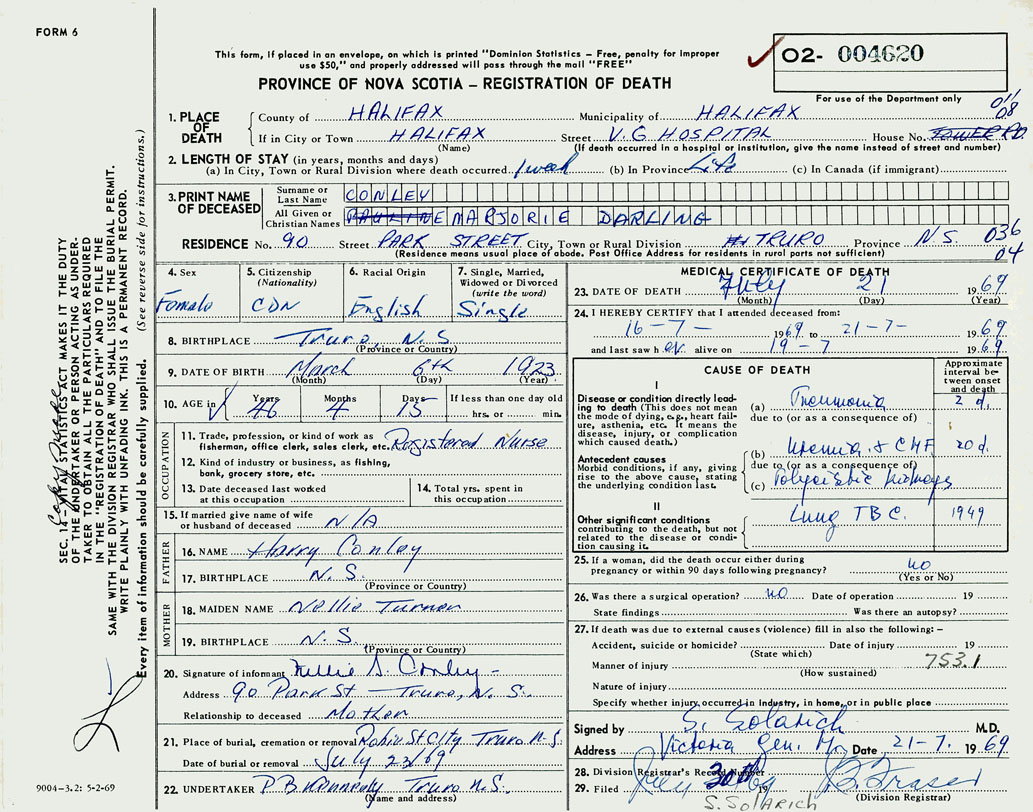 FORM 6
This form, if placed in an envelope, on which is printed "Dominion Statistics – Free, penalty for improper
use $50," and properly addressed will pass through the mail "FREE"
PROVINCE OF NOVA SCOTIA – REGISTRATION OF DEATH
02- 004620
For use of the Department only
1. PLACE OF DEATH
County of HALIFAX Municipality of HALIFAX 08
If in City or Town HALIFAX Street V.G HOSPITAL House No. TOWER RD
(Name) (If death occurred in a hospital or institution, give the name instead of street and number)
2. LENGTH OF STAY (in years, months and days)
(a) In City, Town or Rural Division where death occurred 1 week (b) In Province Life (c) In Canada (if immigrant)
3. PRINT NAME OF DECEASED
Surname or Last Name CONLEY
All Given or Christian Names PAULINE MARJORIE DARLING
RESIDENCE No. 90 Street PARK STREET City, Town or Rural Division TRURO Province N.S. 036
(Residence means usual place of abode. Post Office Address for residents in rural parts not sufficient) 04
4. Sex
Female
5. Citizenship (Nationality)
CDN
6. Racial Origin
English
7. Single, Married, Widowed or Divorced (write the word)
Single
8. BIRTHPLACE Truro, N.S
(Province or Country)
9. DATE OF BIRTH March 6th 1923
(Month) (Day) (Year)
10. AGE in Years 46 Months 4 Days 15 If less than one day old hrs. or min.
OCCUPATION
11. Trade, profession, or kind of work as fisherman, office clerk, sales clerk, etc. Registered Nurse
12. Kind of industry or business, as fishing, bank, grocery store, etc.
13. Date deceased last worked at this occupation
14. Total yrs. spent in this occupation
15. If married give name of wife or husband of deceased N/A
FATHER
16. NAME Harry Conley
17. BIRTHPLACE N.S.
(Province or Country)
MOTHER
18. MAIDEN NAME Nellie Turner
19. BIRTHPLACE N.S
(Province or Country)
20. Signature of informant Nellie S. Conley
Address 90 Park St – Truro, N.S.
Relationship to deceased Mother
21. Place of burial, cremation or removal Robie St City Truro N.S.
Date of burial or removal July 23/69
22. UNDERTAKER Truro N.S.
(Name and address)
MEDICAL CERTIFICATE OF DEATH
23. DATE OF DEATH July 21 1969
(Month) (Day) (Year)
24. I HEREBY CERTIFY that I attended deceased from:
16-7- 1969 to 21-7- 1969
and last saw her alive on 19-7 1969
CAUSE OF DEATH
Approximate interval between onset and death
I
Disease or condition directly leading to death (This does not mean the mode of dying, e.g., heart failure, asthenia, etc. It means the disease, injury, or complication which caused death.)
(a) Pneumonia 2 d.
due to (or as a consequence of)
Antecedent causes
Morbid conditions, if any, giving rise to the above cause, stating the underlying condition last.
(b) Uremia & CHF 20 d.
due to (or as a consequence of)
(c) Polycistic kidneys
II
Other significant conditions contributing to the death, but not related to the disease or condition causing it.
Lung TBC. 1949
25. If a woman, did the death occur either during pregnancy or within 90 days following pregnancy? no
(Yes or No)
26. Was there a surgical operation? no Date of operation 19
State findings Was there an autopsy?
27. If death was due to external causes (violence) fill in also the following: –
Accident, suicide or homicide? Date of injury 19
(State which)
Manner of injury 753.1
(How sustained)
Nature of injury
Specify whether injury occurred in industry, in home, or in public place
Signed by S. Solarich M.D.
Address Victoria Gen. Date 21-7. 1969
28. Division Registrar's Record Number
29. Filed 19 B. Fraser
(Division Registrar)
S. SOLARICH
SEC. 14 – VITAL STATISTICS ACT MAKES IT THE DUTY
OF THE UNDERTAKER OR PERSON ACTING AS UNDER-
TAKER TO OBTAIN ALL THE PARTICULARS REQUIRED
IN THE "REGISTRATION OF DEATH" AND TO FILE THE
SAME WITH THE DIVISION REGISTRAR WHO SHALL ISSUE THE BURIAL PERMIT.
WRITE PLAINLY WITH UNFADING INK. THIS IS A PERMANENT RECORD.
Every item of information should be carefully supplied. (See reverse side for instructions.)
9004-3.2: 5-2-69